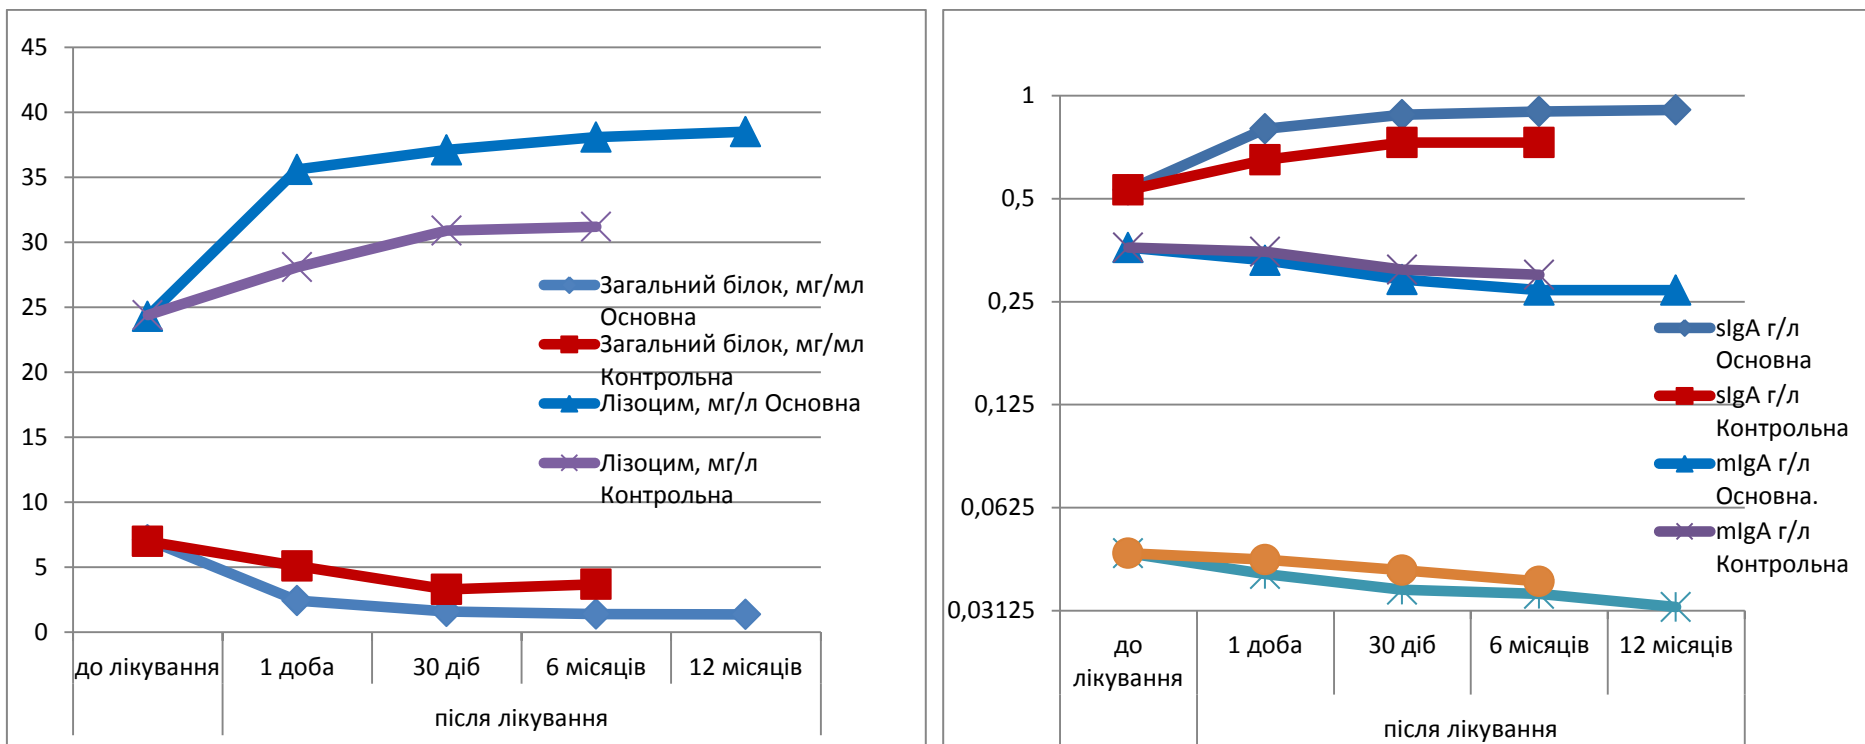 45
40
35
30
25
20
15
10
5
0
Загальний білок, мг/мл
Основна
Загальний білок, мг/мл
Контрольна
Лізоцим, мг/л Основна
Лізоцим, мг/л
Контрольна
до лікування
1 доба
30 діб
6 місяців
12 місяців
після лікування
1
0,5
0,25
0,125
0,0625
0,03125
sIgA г/л
Основна
sIgA г/л
Контрольна
mIgA г/л
Основна.
mIgA г/л
Контрольна
до
лікування
1 доба
30 діб
6 місяців
12 місяців
після лікування